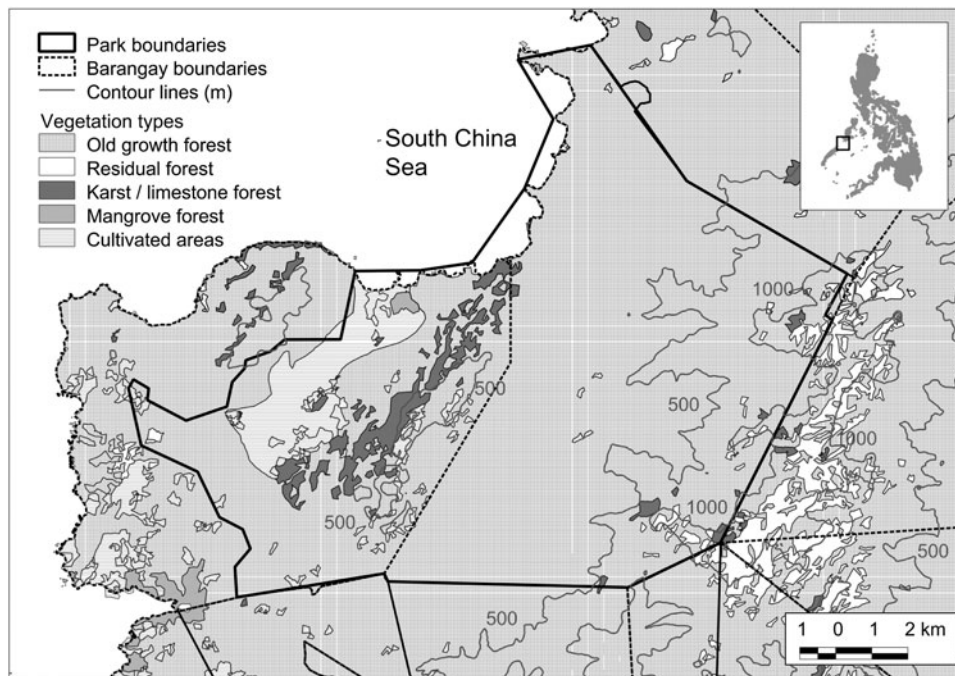 Park boundaries
Barangay boundaries
Contour lines (m)
Vegetation types
Old growth forest
Residual forest
Karst / limestone forest
Mangrove forest
Cultivated areas
South China
Sea
1000
500
500
1000
1000
500
500
500
1 0 1 2 km